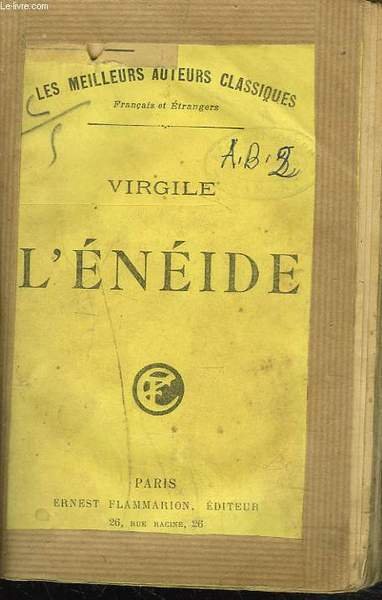 Le-livre.com
LES MEILLEURS AUTEURS CLASSIQUES
Français et Étrangers
A.B.2
VIRGILE
L'ÉNÉIDE
PARIS
ERNEST FLAMMARION, ÉDITEUR
26, RUE RACINE, 26